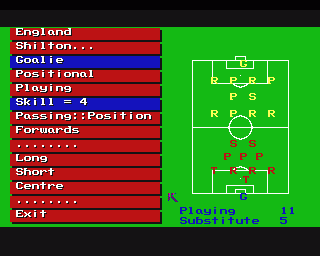 England
Shilton...
Goalie
Positional
Playing
Skill = 4
Passing::Position
Forwards
........
Long
Short
Centre
........
Exit
G
R P R P
P S
R P R R
S S
P P P
T R R R
T
G
K
Playing 11
Substitute 5